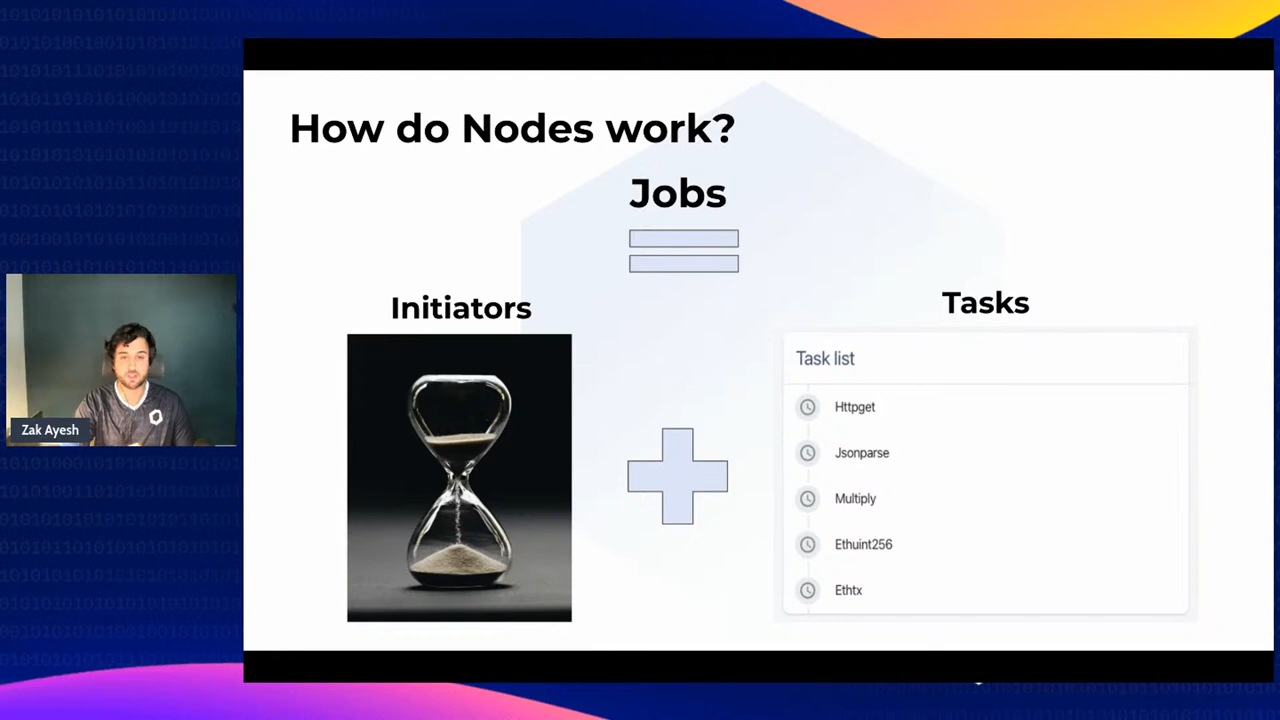 How do Nodes work?
Jobs
Initiators
Tasks
Task list
Httpget
Jsonparse
Multiply
Ethuint256
Ethtx
Zak Ayesh